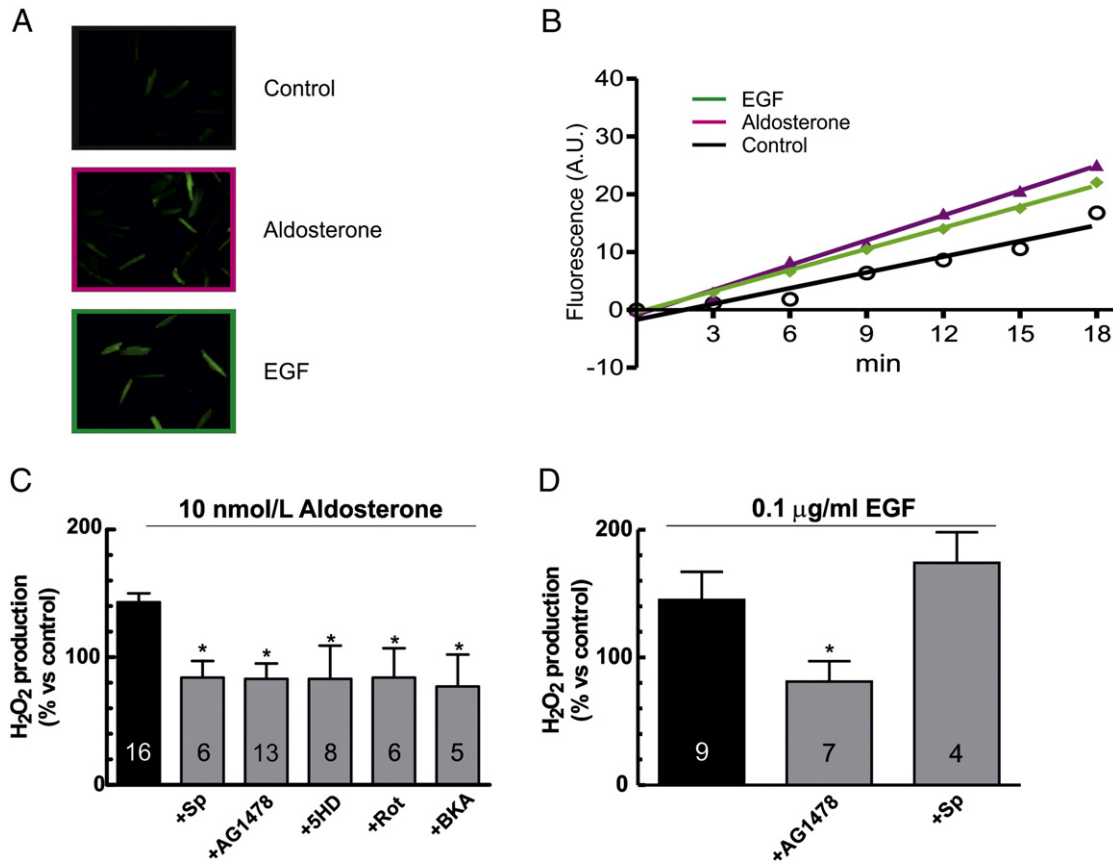 A
Control
Aldosterone
EGF
B
Fluorescence (A.U.)
40
30
20
10
0
-10
EGF
Aldosterone
Control
3 6 9 12 15 18
min
C
10 nmol/L Aldosterone
H₂O₂ production
(% vs control)
200
100
0
* * * * *
16 6 13 8 6 5
+Sp +AG1478 +5HD +Rot +BKA
D
0.1 μg/ml EGF
H₂O₂ production
(% vs control)
200
100
0
*
9 7 4
+AG1478 +Sp